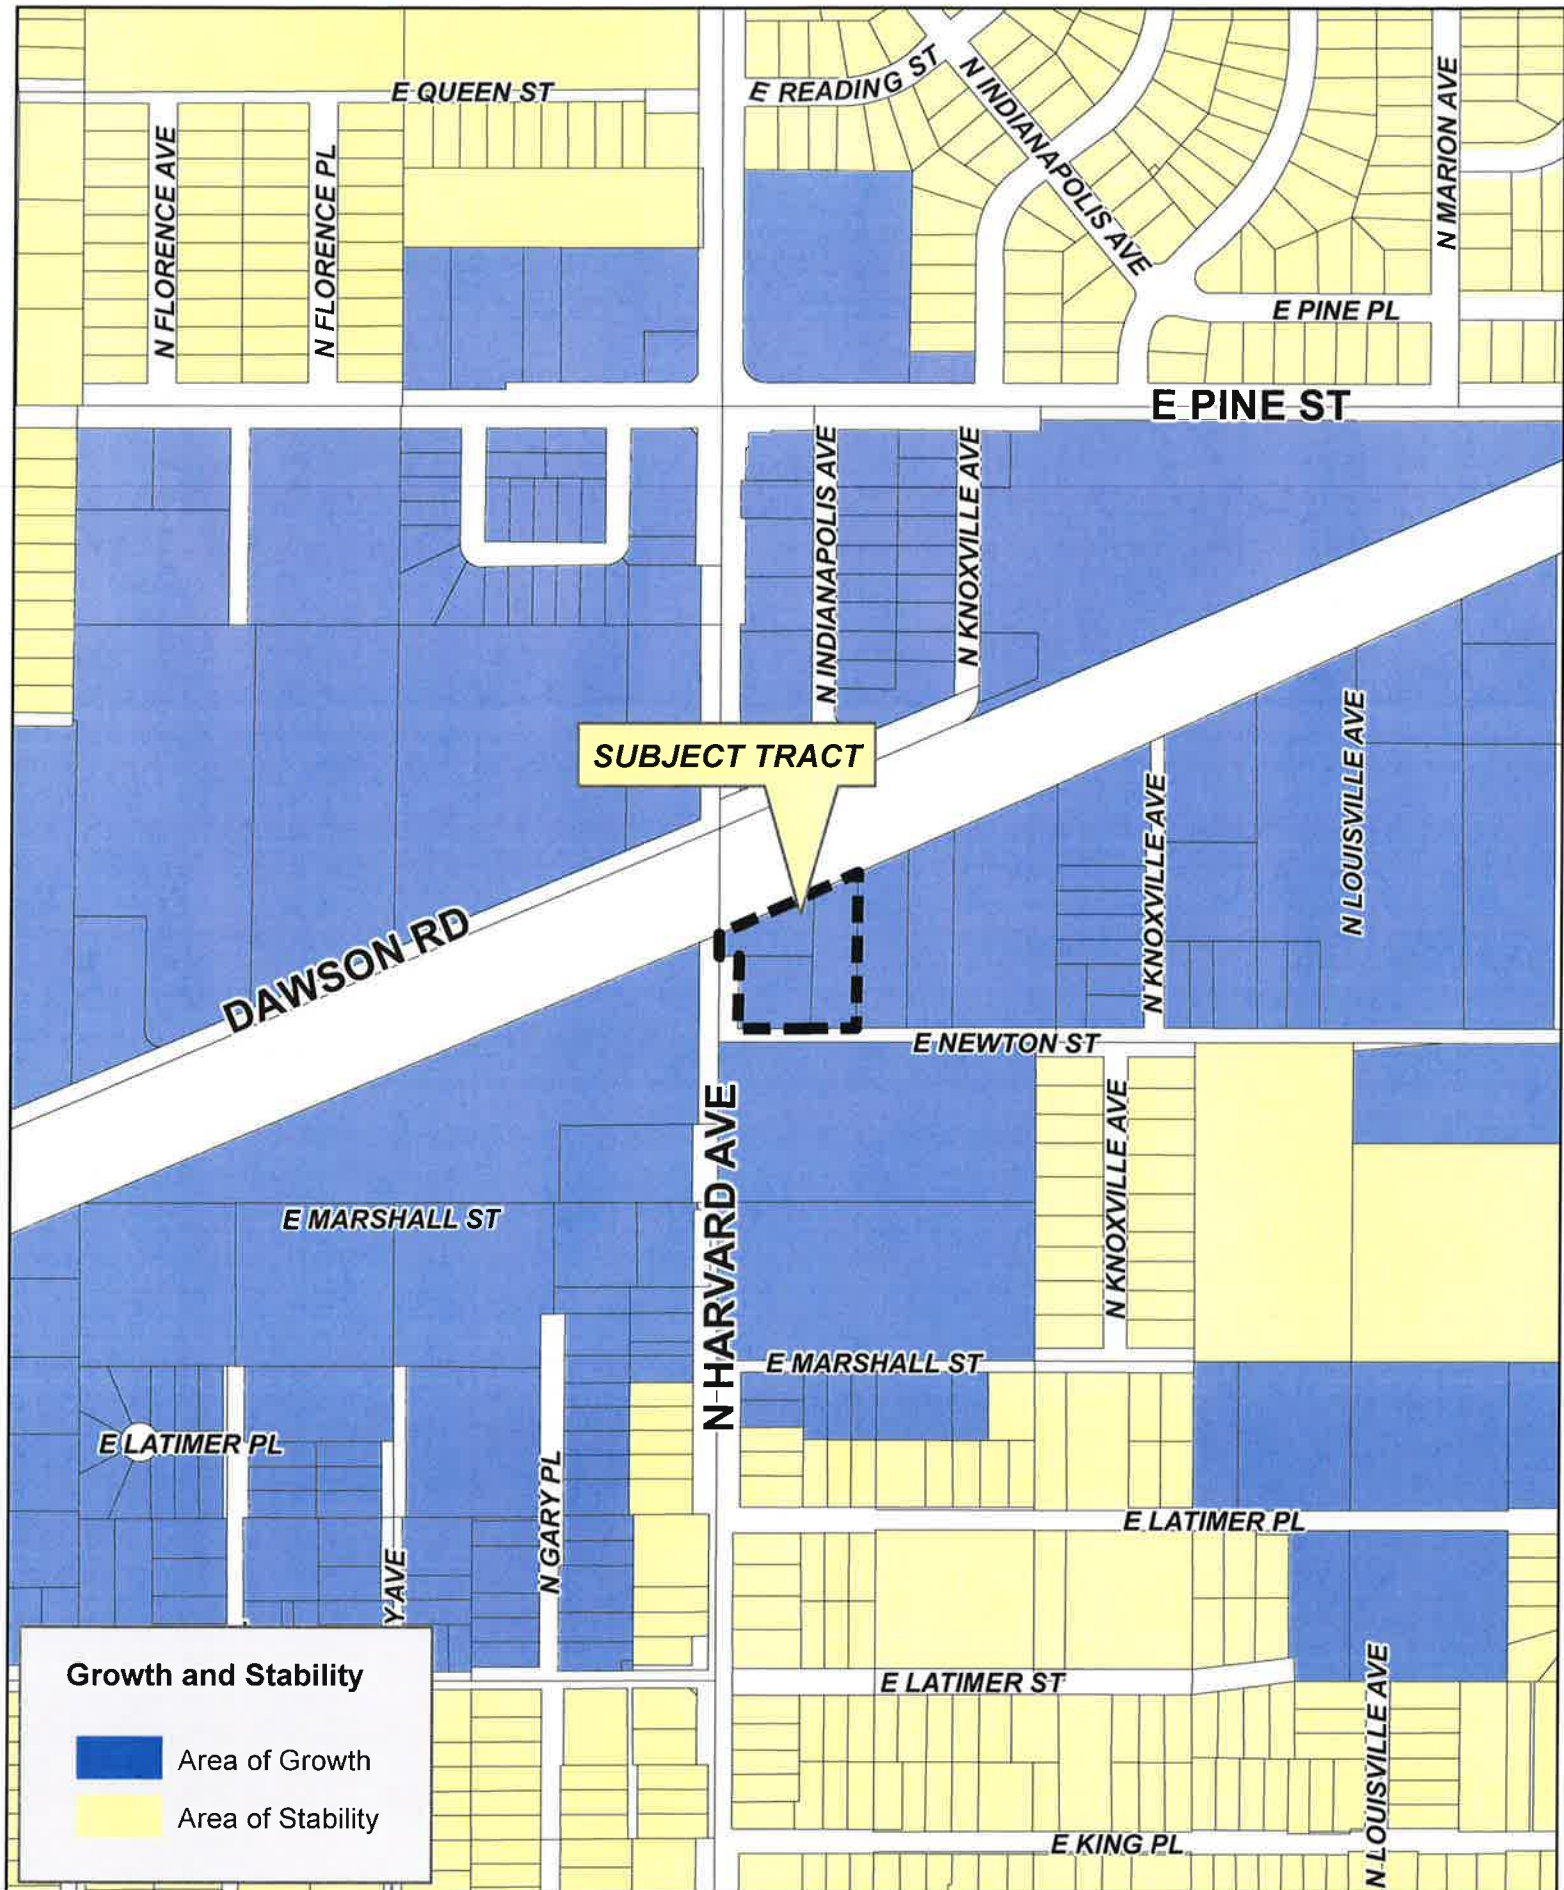 E QUEEN ST
E READING ST
N INDIANAPOLIS AVE
N MARION AVE
N FLORENCE AVE
N FLORENCE PL
E PINE PL
E PINE ST
N INDIANAPOLIS AVE
N KNOXVILLE AVE
SUBJECT TRACT
N LOUISVILLE AVE
N KNOXVILLE AVE
DAWSON RD
E NEWTON ST
N HARVARD AVE
N KNOXVILLE AVE
E MARSHALL ST
E MARSHALL ST
E LATIMER PL
N GARY PL
E LATIMER PL
Y AVE
E LATIMER ST
N LOUISVILLE AVE
E KING PL
Growth and Stability
Area of Growth
Area of Stability